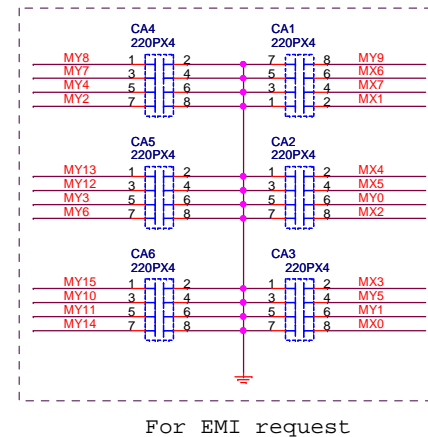 CA4 CA1
220PX4 220PX4
MY8 1 2 7 8 MY9
MY7 3 4 5 6 MX6
MY4 5 6 3 4 MX7
MY2 7 8 1 2 MX1
CA5 CA2
220PX4 220PX4
MY13 1 2 1 2 MX4
MY12 3 4 3 4 MX5
MY3 5 6 5 6 MY0
MY6 7 8 7 8 MX2
CA6 CA3
220PX4 220PX4
MY15 1 2 1 2 MX3
MY10 3 4 3 4 MY5
MY11 5 6 5 6 MY1
MY14 7 8 7 8 MX0
For EMI request